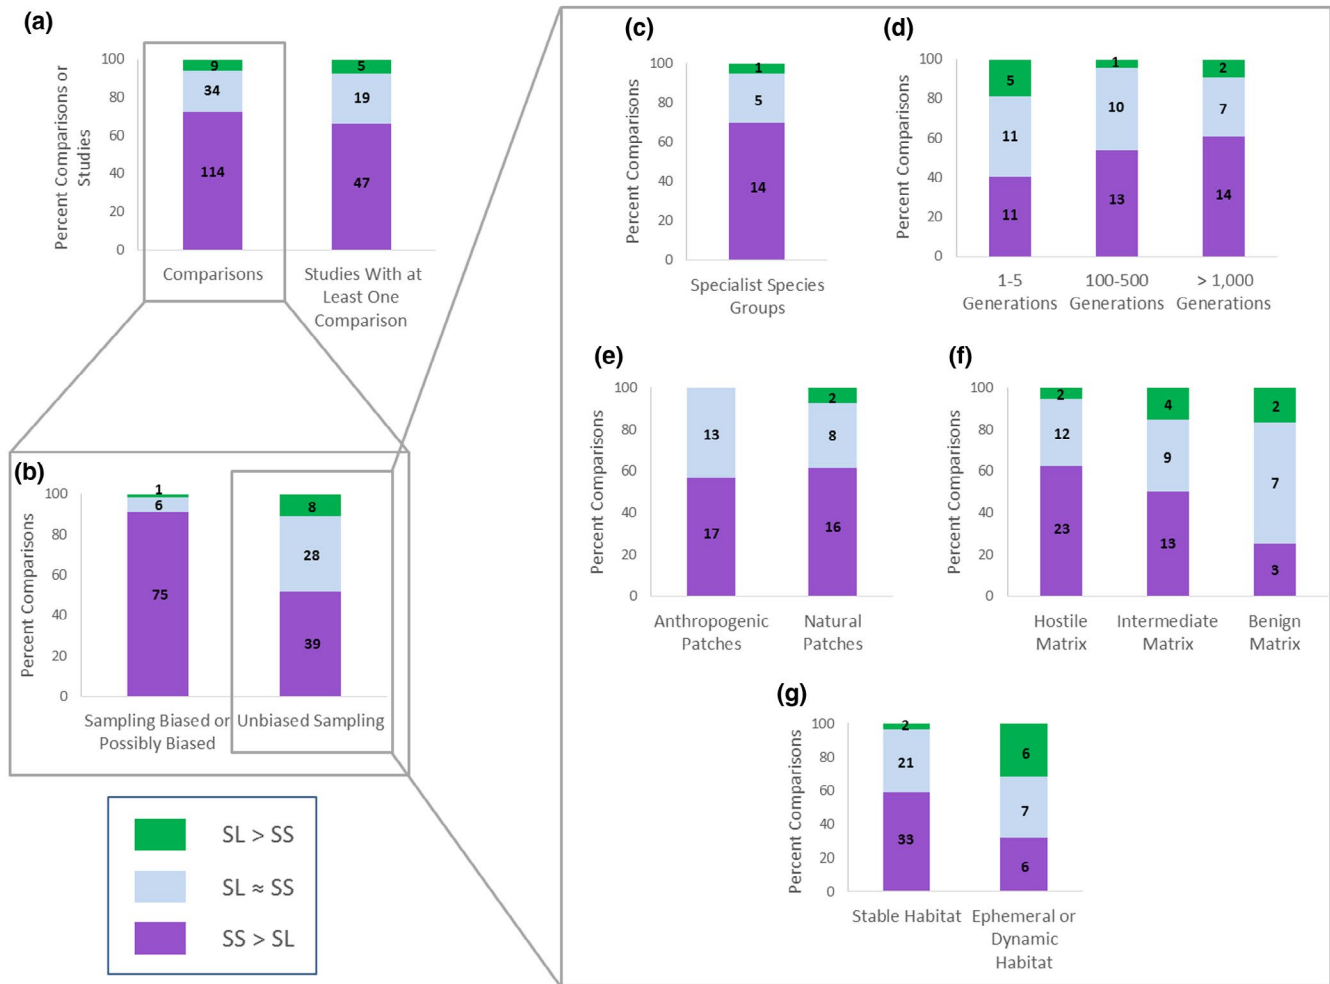 (a)
Percent Comparisons or
Studies
100
80
60
40
20
0
9
34
114
5
19
47
Comparisons
Studies With at
Least One
Comparison
(b)
Percent Comparisons
100
80
60
40
20
0
1
6
75
8
28
39
Sampling Biased or
Possibly Biased
Unbiased Sampling
SL > SS
SL ≈ SS
SS > SL
(c)
Percent Comparisons
100
80
60
40
20
0
1
5
14
Specialist Species
Groups
(d)
Percent Comparisons
100
80
60
40
20
0
5
11
11
1
10
13
2
7
14
1-5
Generations
100-500
Generations
> 1,000
Generations
(e)
Percent Comparisons
100
80
60
40
20
0
13
17
2
8
16
Anthropogenic
Patches
Natural
Patches
(f)
Percent Comparisons
100
80
60
40
20
0
2
12
23
4
9
13
2
7
3
Hostile
Matrix
Intermediate
Matrix
Benign
Matrix
(g)
Percent Comparisons
100
80
60
40
20
0
2
21
33
6
7
6
Stable Habitat
Ephemeral or
Dynamic
Habitat